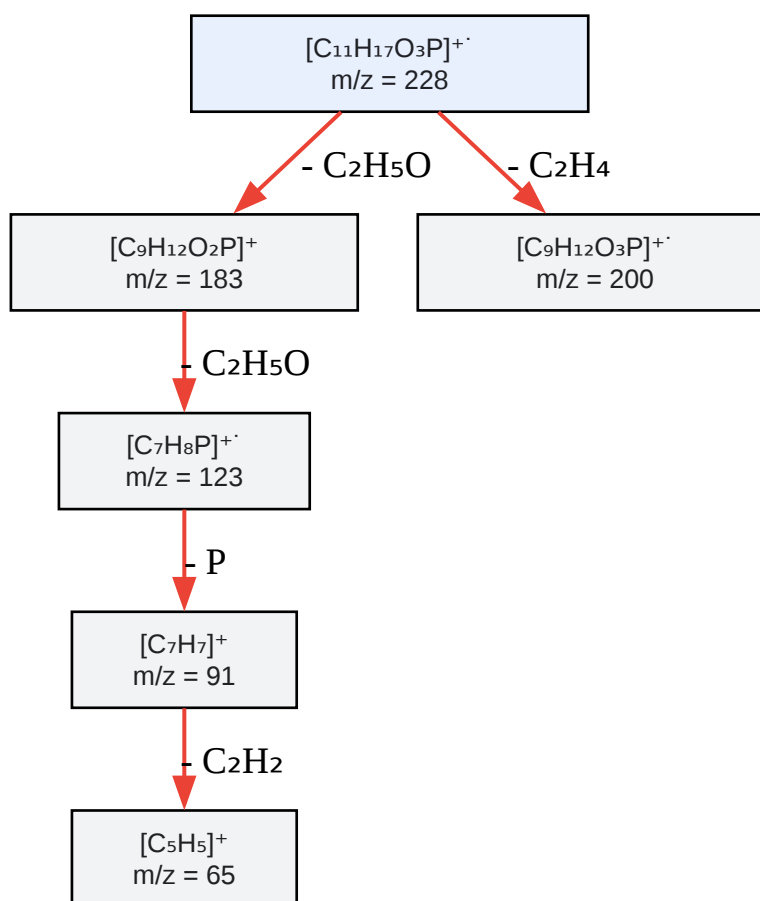 [C₁₁H₁₇O₃P]⁺˙
m/z = 228
- C₂H₅O
- C₂H₄
[C₉H₁₂O₂P]⁺
m/z = 183
[C₉H₁₂O₃P]⁺˙
m/z = 200
- C₂H₅O
[C₇H₈P]⁺˙
m/z = 123
- P
[C₇H₇]⁺
m/z = 91
- C₂H₂
[C₅H₅]⁺
m/z = 65